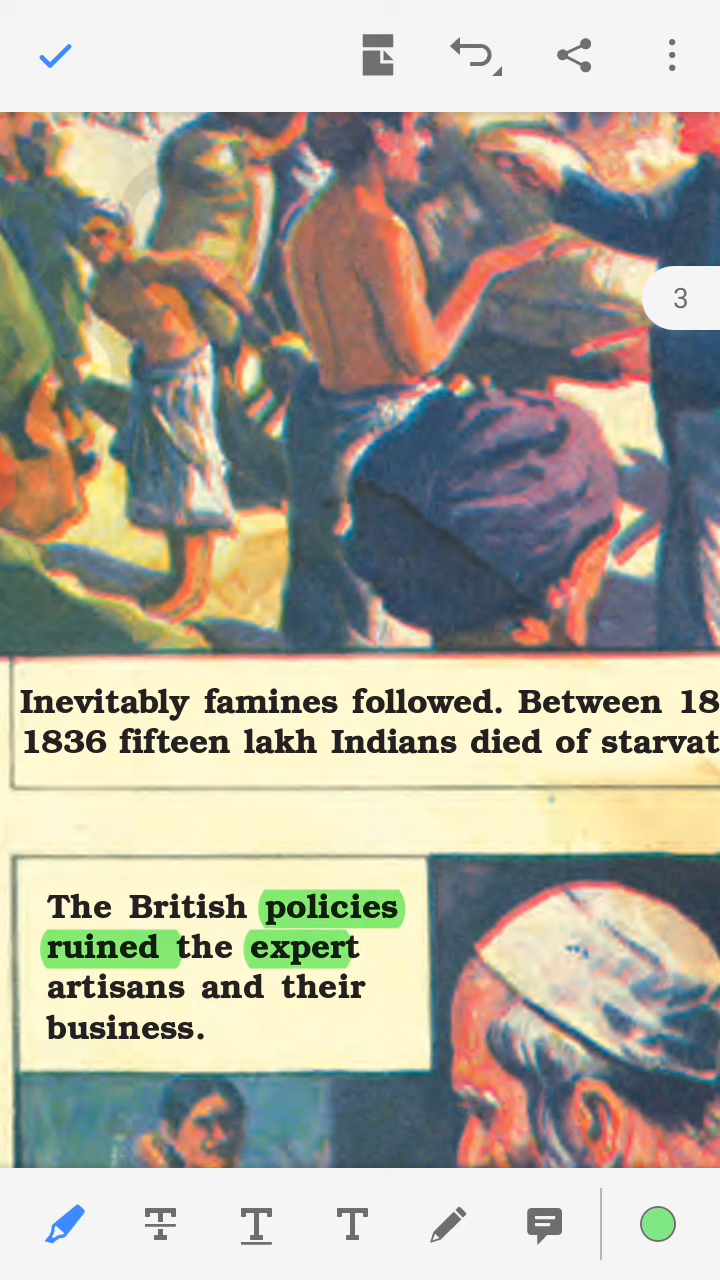 3
Inevitably famines followed. Between 18
1836 fifteen lakh Indians died of starvat
The British policies
ruined the expert
artisans and their
business.
T
T
T